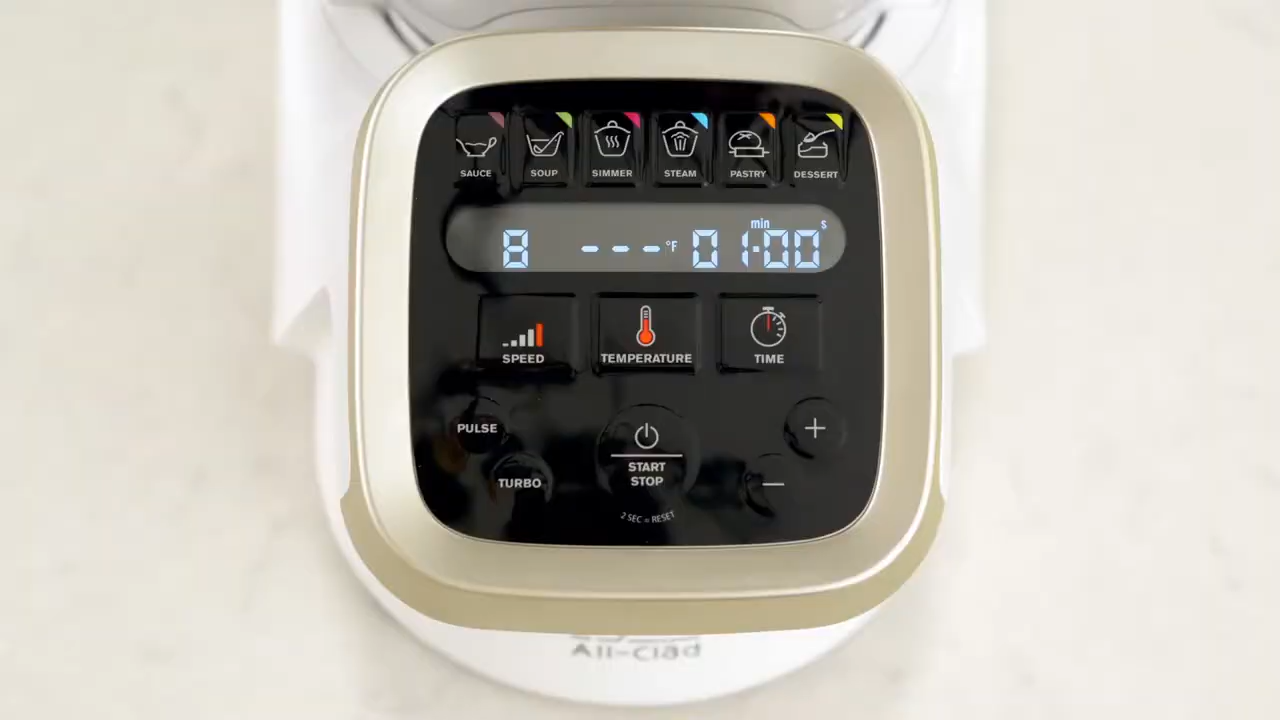 SAUCE SOUP SIMMER STEAM PASTRY DESSERT
min s
8 ---°F 01:00
SPEED TEMPERATURE TIME
PULSE + 
START
STOP
TURBO −
2 SEC = RESET
All-Clad